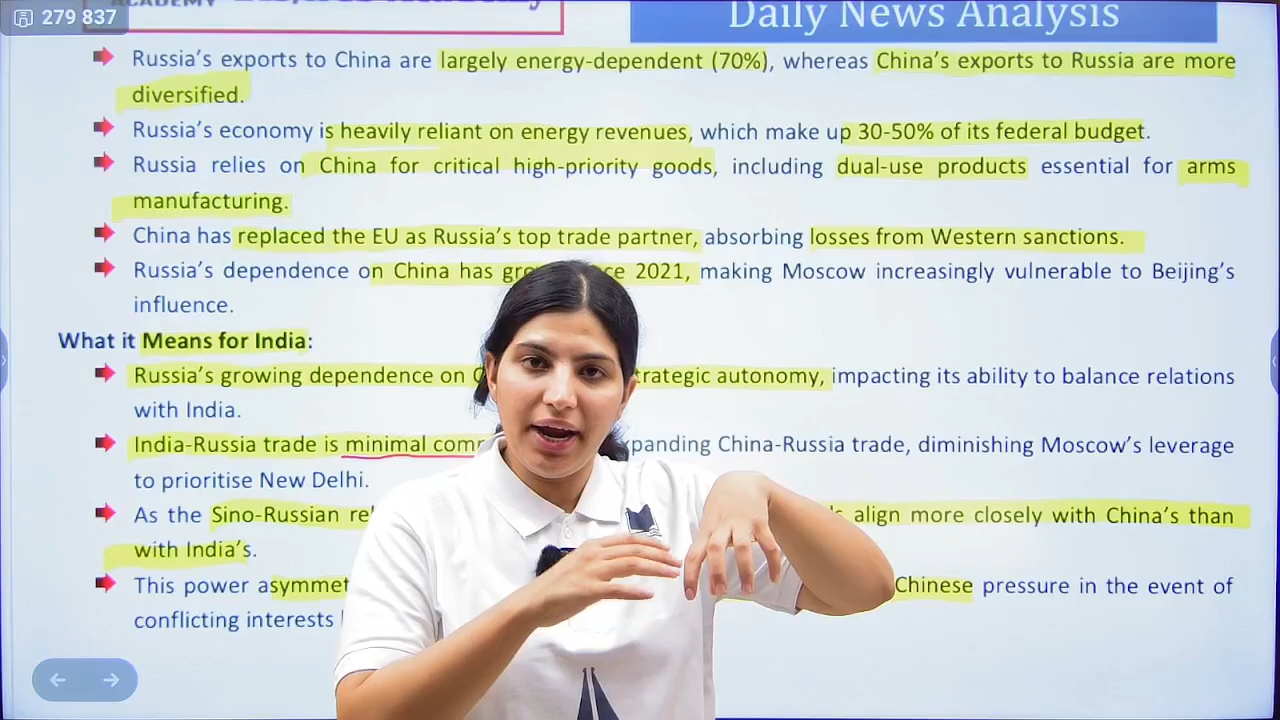 279 837
ACADEMY
Daily News Analysis
Russia's exports to China are largely energy-dependent (70%), whereas China's exports to Russia are more
diversified.
Russia's economy is heavily reliant on energy revenues, which make up 30-50% of its federal budget.
Russia relies on China for critical high-priority goods, including dual-use products essential for arms
manufacturing.
China has replaced the EU as Russia's top trade partner, absorbing losses from Western sanctions.
Russia's dependence on China has 2021, making Moscow increasingly vulnerable to Beijing's
influence.
What it Means for India:
Russia's growing dependence on autonomy, impacting its ability to balance relations
with India.
India-Russia trade is minimal China-Russia trade, diminishing Moscow's leverage
to prioritise New Delhi.
As the Sino-Russian align more closely with China's than
with India's.
This power Chinese pressure in the event of
conflicting interests